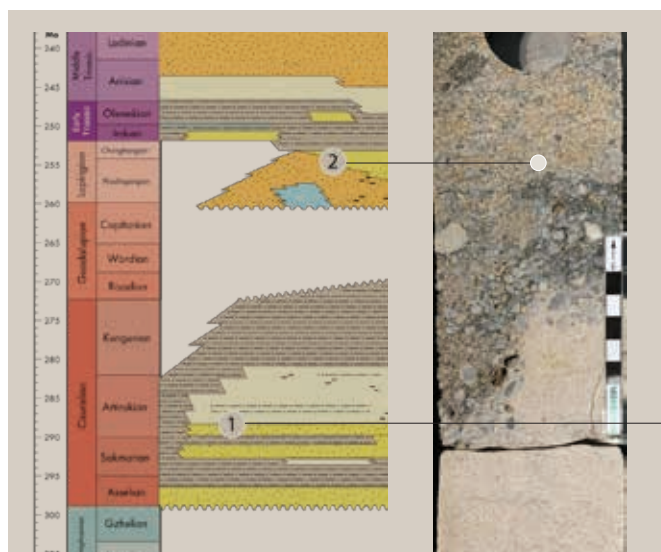 Ma
240
245
250
255
260
265
270
275
280
285
290
295
300
Middle
Triassic
Early
Triassic
Lopingian
Guadalupian
Cisuralian
Ladinian
Anisian
Olenekian
Induan
Changhsingian
Wuchiapingian
Capitanian
Wordian
Roadian
Kungurian
Artinskian
Sakmarian
Asselian
Gzhelian
2
1